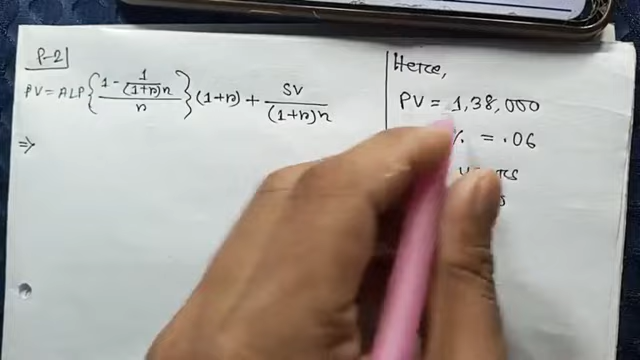 P-2
PV = ALP { 1 - 1/(1+r)n / r } (1+r) + SV/(1+r)n
⇒
Here,
PV = 1,38,000
% = .06